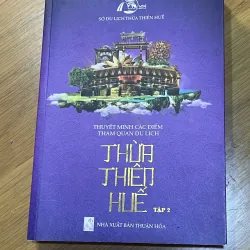 SỞ DU LỊCH THỪA THIÊN HUẾ
THUYẾT MINH CÁC ĐIỂM
THAM QUAN DU LỊCH
THỪA
THIÊN
HUẾ
TẬP 2
NHÀ XUẤT BẢN THUẬN HÓA